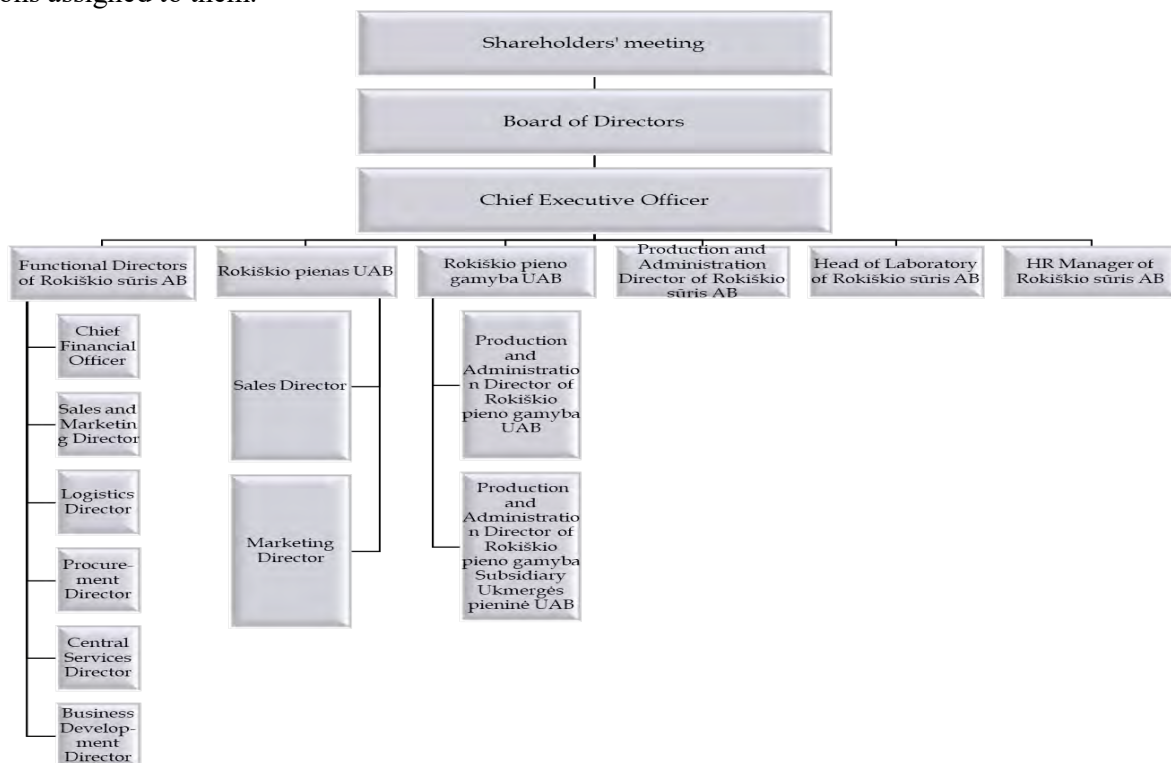 ons assigned to them.
Shareholders' meeting
Board of Directors
Chief Executive Officer
Functional Directors
of Rokiškio sūris AB
Rokiškio pienas UAB
Rokiškio pieno
gamyba UAB
Production and
Administration
Director of Rokiškio
sūris AB
Head of Laboratory
of Rokiškio sūris AB
HR Manager of
Rokiškio sūris AB
Chief
Financial
Officer
Sales and
Marketin
g Director
Logistics
Director
Procure-
ment
Director
Central
Services
Director
Business
Develop-
ment
Director
Sales Director
Marketing
Director
Production
and
Administratio
n Director of
Rokiškio
pieno gamyba
UAB
Production
and
Administratio
n Director of
Rokiškio
pieno gamyba
Subsidiary
Ukmergės
pieninė UAB